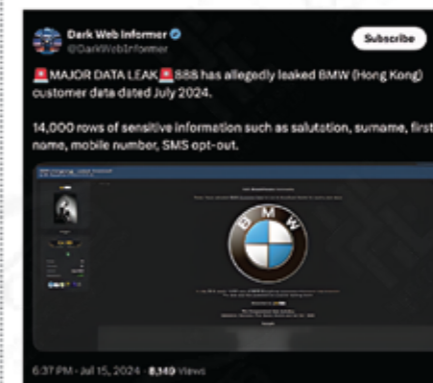 Dark Web Informer
@DarkWebInformer
Subscribe
🚨MAJOR DATA LEAK🚨888 has allegedly leaked BMW (Hong Kong)
customer data dated July 2024.
14,000 rows of sensitive information such as salutation, surname, first
name, mobile number, SMS opt-out.
BMW
6:37 PM · Jul 15, 2024 · 8,149 Views